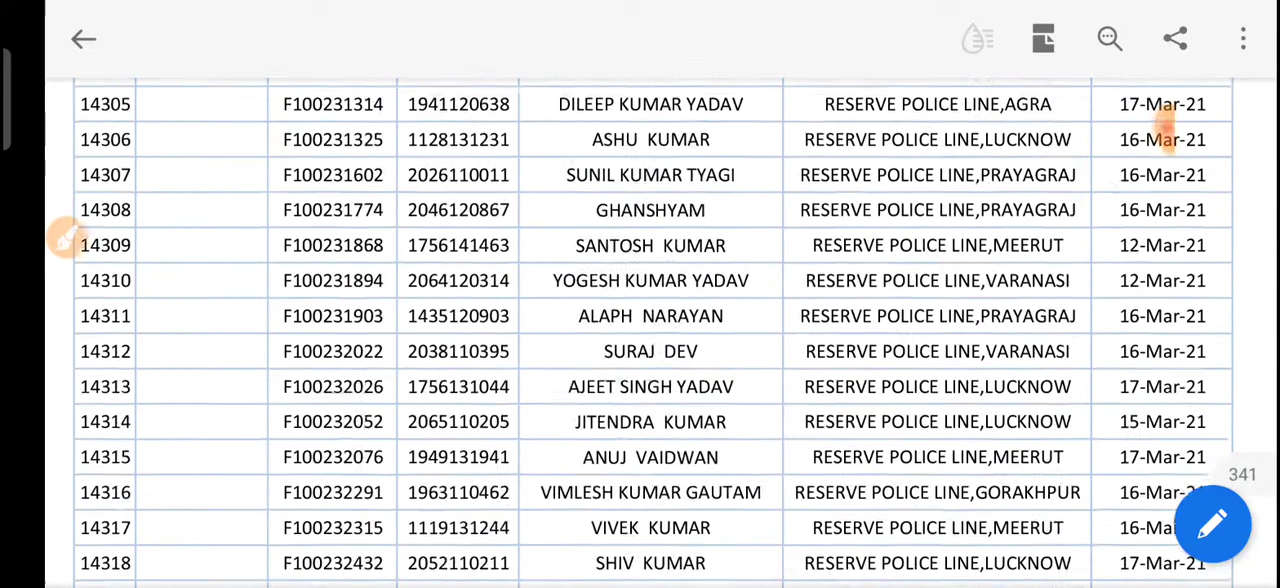 14305 F100231314 1941120638 DILEEP KUMAR YADAV RESERVE POLICE LINE,AGRA 17-Mar-21
14306 F100231325 1128131231 ASHU KUMAR RESERVE POLICE LINE,LUCKNOW 16-Mar-21
14307 F100231602 2026110011 SUNIL KUMAR TYAGI RESERVE POLICE LINE,PRAYAGRAJ 16-Mar-21
14308 F100231774 2046120867 GHANSHYAM RESERVE POLICE LINE,PRAYAGRAJ 16-Mar-21
14309 F100231868 1756141463 SANTOSH KUMAR RESERVE POLICE LINE,MEERUT 12-Mar-21
14310 F100231894 2064120314 YOGESH KUMAR YADAV RESERVE POLICE LINE,VARANASI 12-Mar-21
14311 F100231903 1435120903 ALAPH NARAYAN RESERVE POLICE LINE,PRAYAGRAJ 16-Mar-21
14312 F100232022 2038110395 SURAJ DEV RESERVE POLICE LINE,VARANASI 16-Mar-21
14313 F100232026 1756131044 AJEET SINGH YADAV RESERVE POLICE LINE,LUCKNOW 17-Mar-21
14314 F100232052 2065110205 JITENDRA KUMAR RESERVE POLICE LINE,LUCKNOW 15-Mar-21
14315 F100232076 1949131941 ANUJ VAIDWAN RESERVE POLICE LINE,MEERUT 17-Mar-21
341
14316 F100232291 1963110462 VIMLESH KUMAR GAUTAM RESERVE POLICE LINE,GORAKHPUR
14317 F100232315 1119131244 VIVEK KUMAR RESERVE POLICE LINE,MEERUT
14318 F100232432 2052110211 SHIV KUMAR RESERVE POLICE LINE,LUCKNOW 17-Mar-21